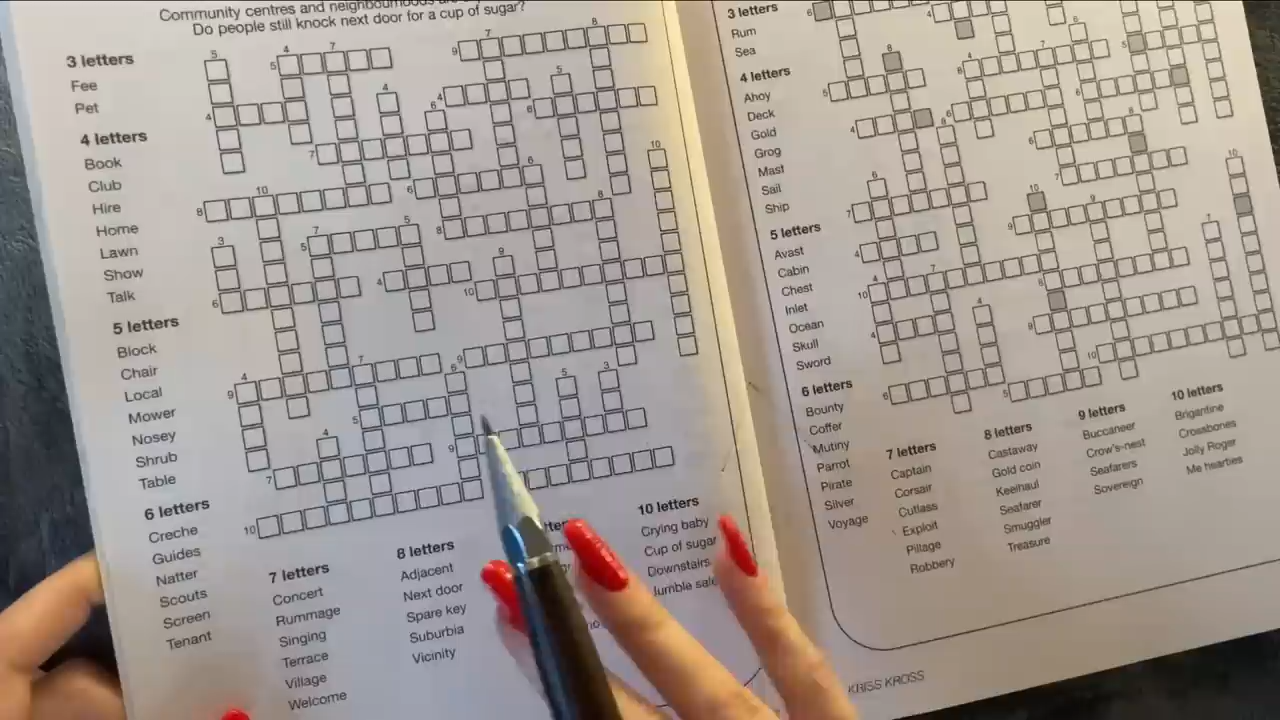 Community centres and neighbourhoods
Do people still knock next door for a cup of sugar?
3 letters
Fee
Pet
4 letters
Book
Club
Hire
Home
Lawn
Show
Talk
5 letters
Block
Chair
Local
Mower
Nosey
Shrub
Table
6 letters
Creche
Guides
Natter
Scouts
Screen
Tenant
7 letters
Concert
Rummage
Singing
Terrace
Village
Welcome
8 letters
Adjacent
Next door
Spare key
Suburbia
Vicinity
10 letters
Crying baby
Cup of sugar
Downstairs
Jumble sale
3 letters
Rum
Sea
4 letters
Ahoy
Deck
Gold
Grog
Mast
Sail
Ship
5 letters
Avast
Cabin
Chest
Inlet
Ocean
Skull
Sword
6 letters
Bounty
Coffer
Mutiny
Parrot
Pirate
Silver
Voyage
7 letters
Captain
Corsair
Cutlass
Exploit
Pillage
Robbery
8 letters
Castaway
Gold coin
Keelhaul
Seafarer
Smuggler
Treasure
9 letters
Buccaneer
Crow's-nest
Seafarers
Sovereign
10 letters
Brigantine
Crossbones
Jolly Roger
Me hearties
KRISS KROSS